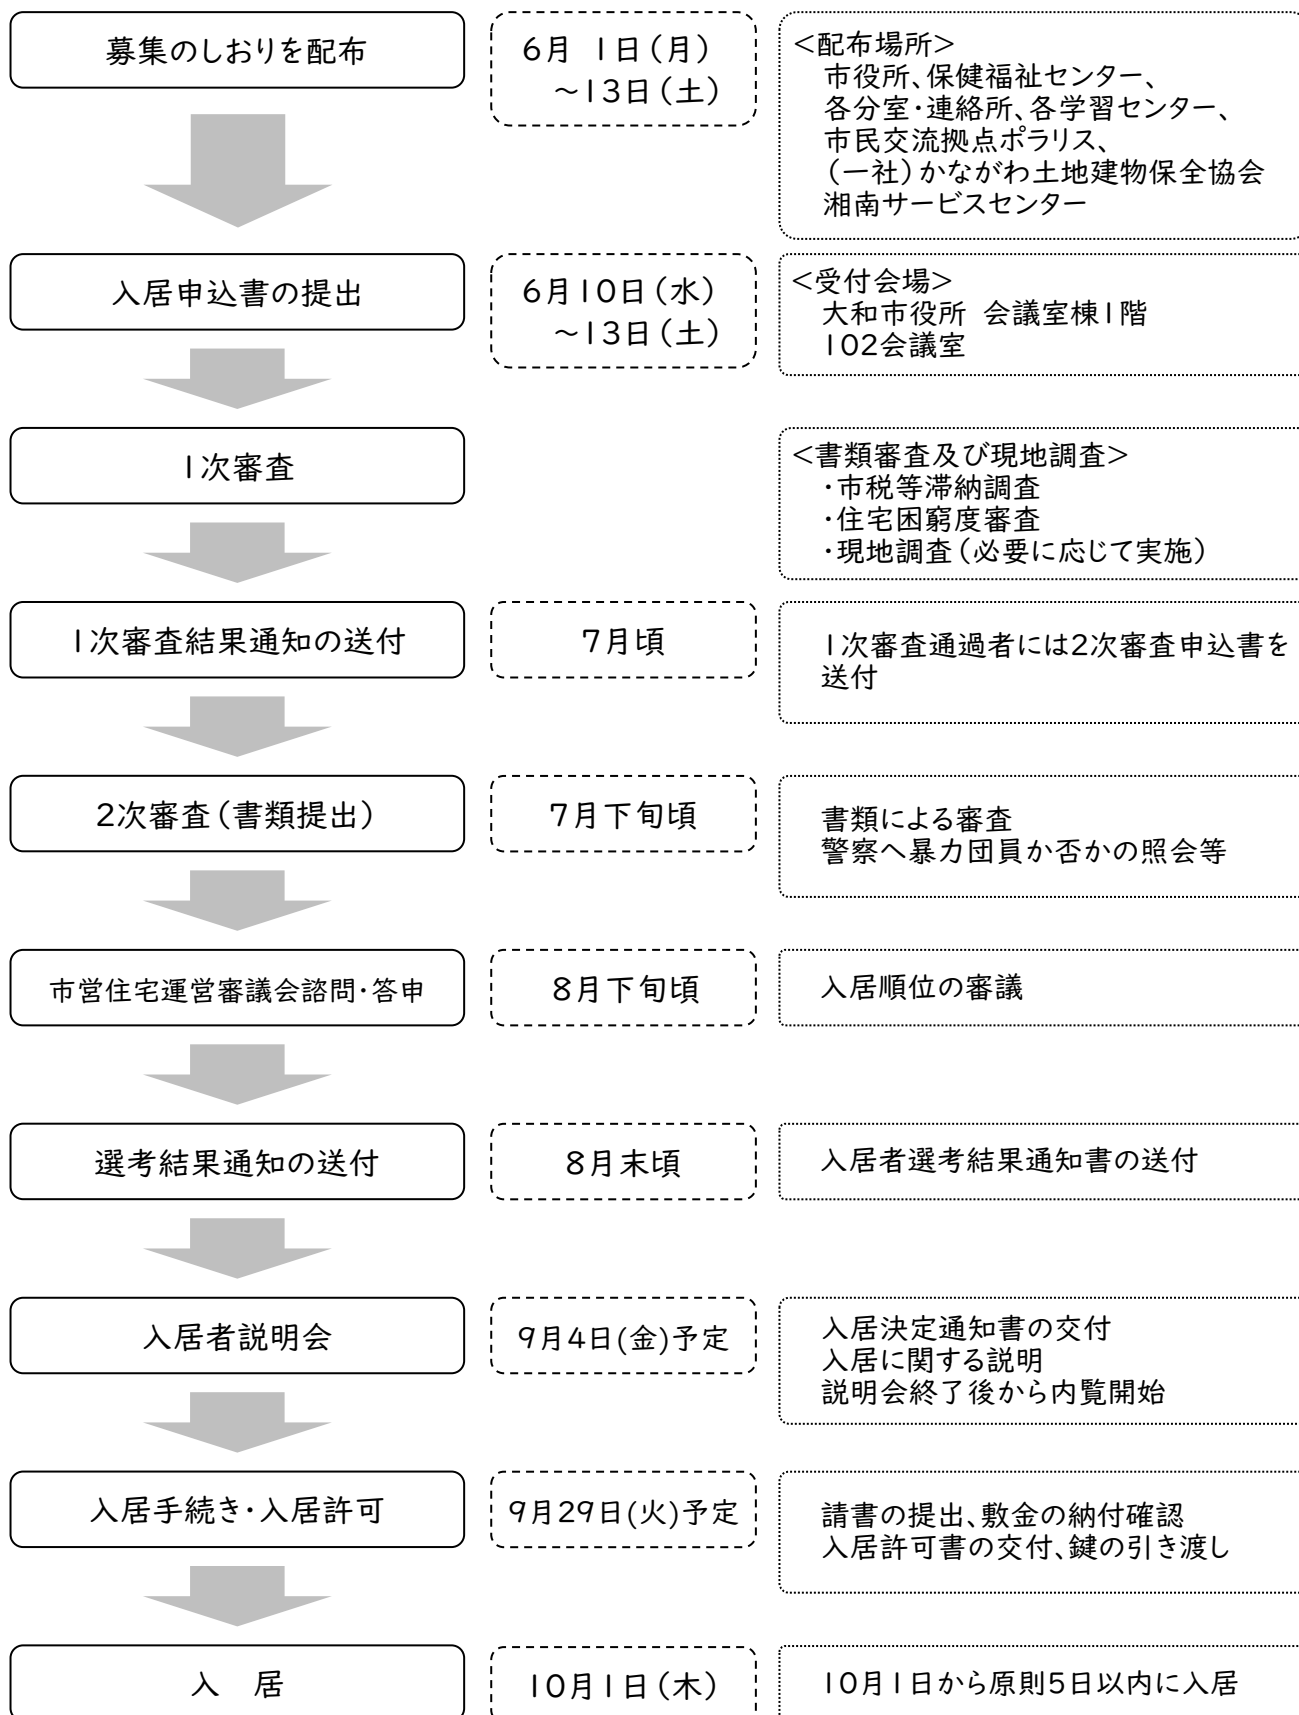 募集のしおりを配布
6月 1日(月)
～13日(土)
<配布場所>
市役所、保健福祉センター、
各分室・連絡所、各学習センター、
市民交流拠点ポラリス、
(一社)かながわ土地建物保全協会
湘南サービスセンター
入居申込書の提出
6月10日(水)
～13日(土)
<受付会場>
大和市役所 会議室棟1階
102会議室
1次審査
<書類審査及び現地調査>
・市税等滞納調査
・住宅困窮度審査
・現地調査(必要に応じて実施)
1次審査結果通知の送付
7月頃
1次審査通過者には2次審査申込書を
送付
2次審査(書類提出)
7月下旬頃
書類による審査
警察へ暴力団員か否かの照会等
市営住宅運営審議会諮問・答申
8月下旬頃
入居順位の審議
選考結果通知の送付
8月末頃
入居者選考結果通知書の送付
入居者説明会
9月4日(金)予定
入居決定通知書の交付
入居に関する説明
説明会終了後から内覧開始
入居手続き・入居許可
9月29日(火)予定
請書の提出、敷金の納付確認
入居許可書の交付、鍵の引き渡し
入 居
10月1日(木)
10月1日から原則5日以内に入居